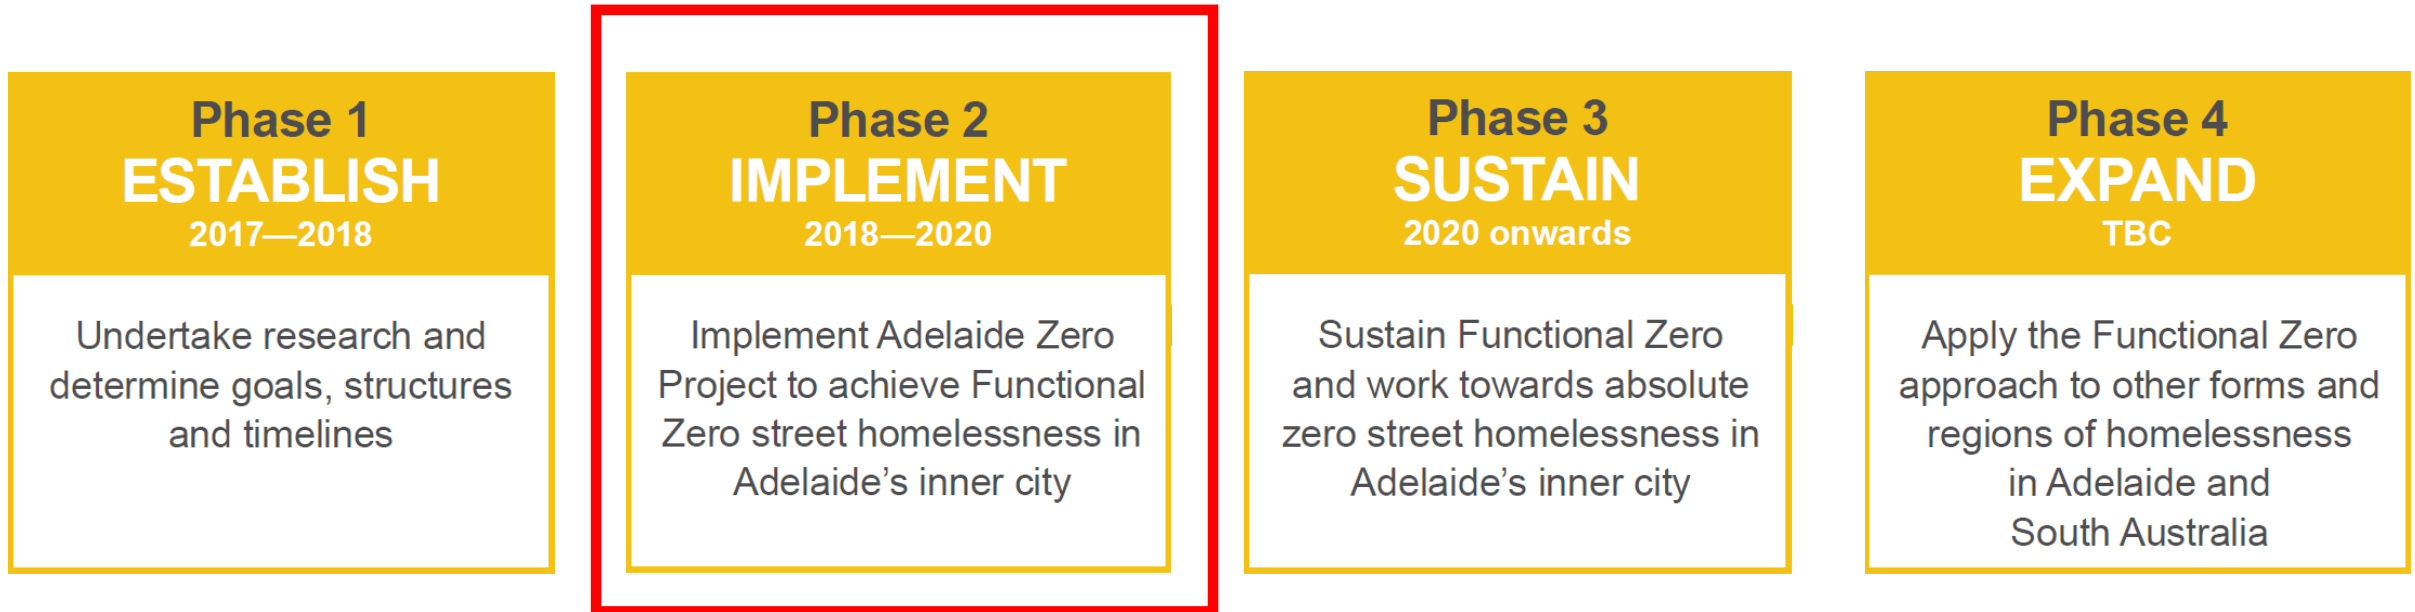 Phase 1
ESTABLISH
2017—2018
Undertake research and
determine goals, structures
and timelines
Phase 2
IMPLEMENT
2018—2020
Implement Adelaide Zero
Project to achieve Functional
Zero street homelessness in
Adelaide’s inner city
Phase 3
SUSTAIN
2020 onwards
Sustain Functional Zero
and work towards absolute
zero street homelessness in
Adelaide’s inner city
Phase 4
EXPAND
TBC
Apply the Functional Zero
approach to other forms and
regions of homelessness
in Adelaide and
South Australia